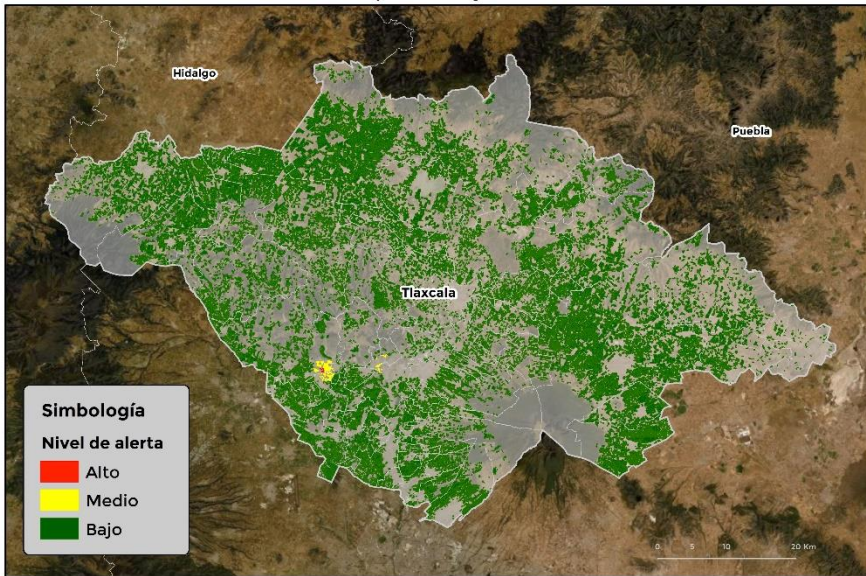 Hidalgo
Puebla
Tlaxcala
Simbología
Nivel de alerta
Alto
Medio
Bajo
0 5 10 20 Km